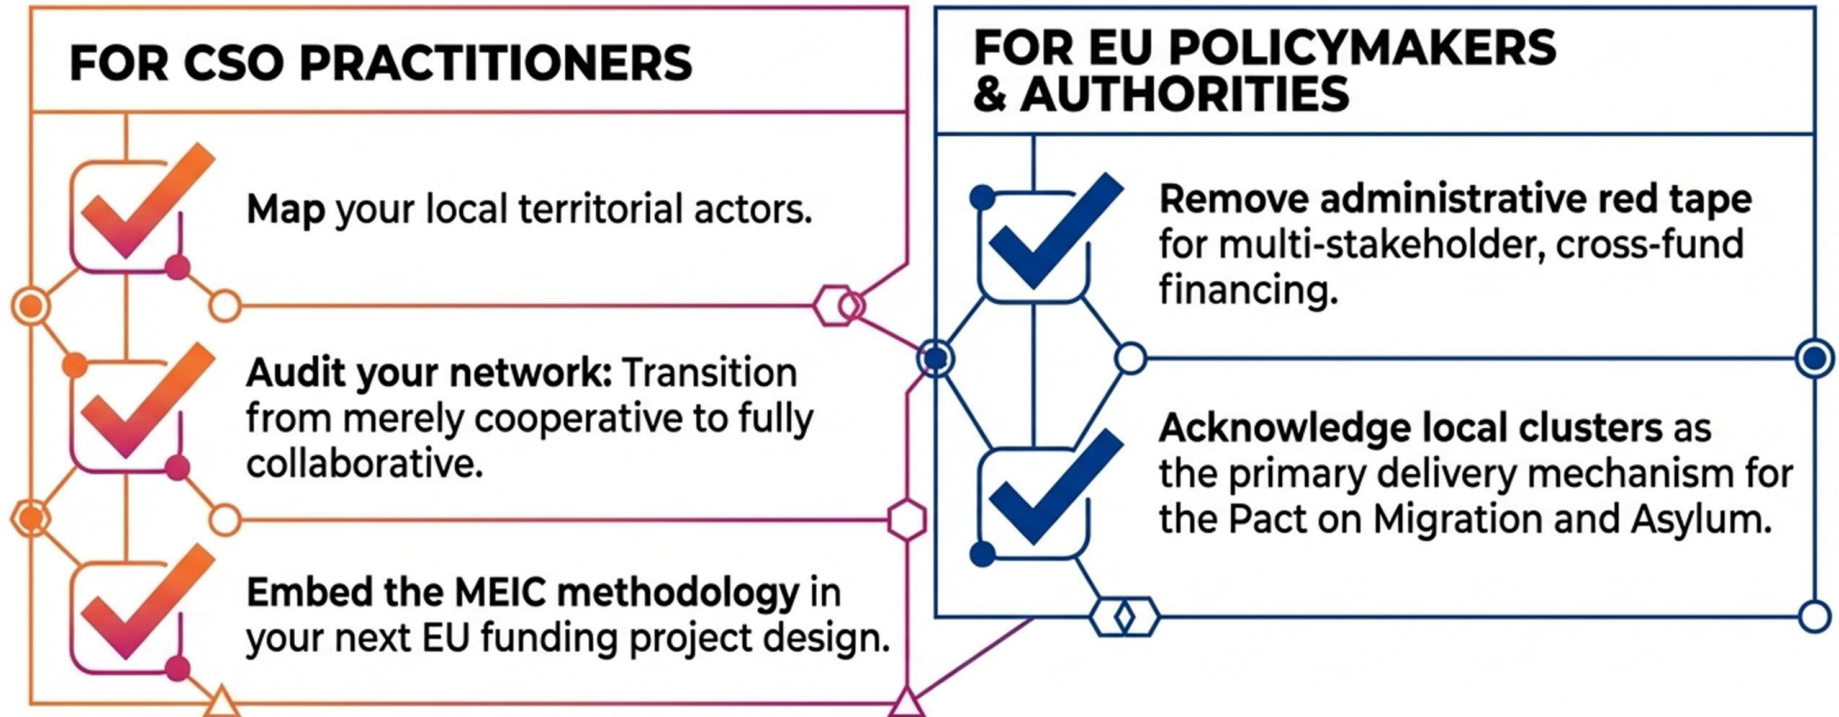 FOR CSO PRACTITIONERS
Map your local territorial actors.
Audit your network: Transition
from merely cooperative to fully
collaborative.
Embed the MEIC methodology in
your next EU funding project design.
FOR EU POLICYMAKERS
& AUTHORITIES
Remove administrative red tape
for multi-stakeholder, cross-fund
financing.
Acknowledge local clusters as
the primary delivery mechanism for
the Pact on Migration and Asylum.